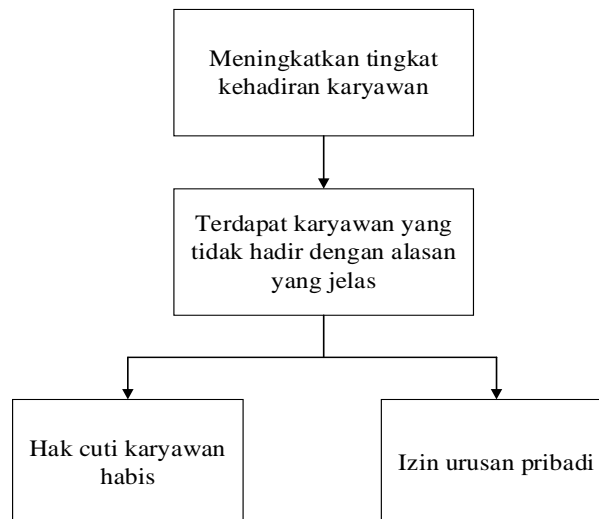 Meningkatkan tingkat
kehadiran karyawan
Terdapat karyawan yang
tidak hadir dengan alasan
yang jelas
Hak cuti karyawan
habis
Izin urusan pribadi